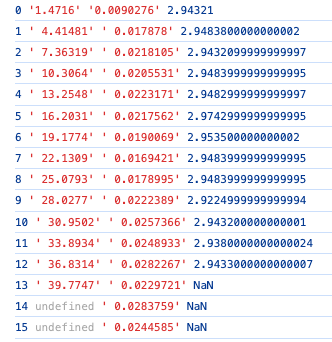 0 '1.4716' '0.0090276' 2.94321
1 ' 4.41481' ' 0.017878' 2.9483800000000002
2 ' 7.36319' ' 0.0218105' 2.9432099999999997
3 ' 10.3064' ' 0.0205531' 2.9483999999999995
4 ' 13.2548' ' 0.0223171' 2.9482999999999997
5 ' 16.2031' ' 0.0217562' 2.9742999999999995
6 ' 19.1774' ' 0.0190069' 2.953500000000002
7 ' 22.1309' ' 0.0169421' 2.9483999999999995
8 ' 25.0793' ' 0.0178995' 2.9483999999999995
9 ' 28.0277' ' 0.0222389' 2.9224999999999994
10 ' 30.9502' ' 0.0257366' 2.943200000000001
11 ' 33.8934' ' 0.0248933' 2.9380000000000024
12 ' 36.8314' ' 0.0282267' 2.9433000000000007
13 ' 39.7747' ' 0.0229721' NaN
14 undefined ' 0.0283759' NaN
15 undefined ' 0.0244585' NaN